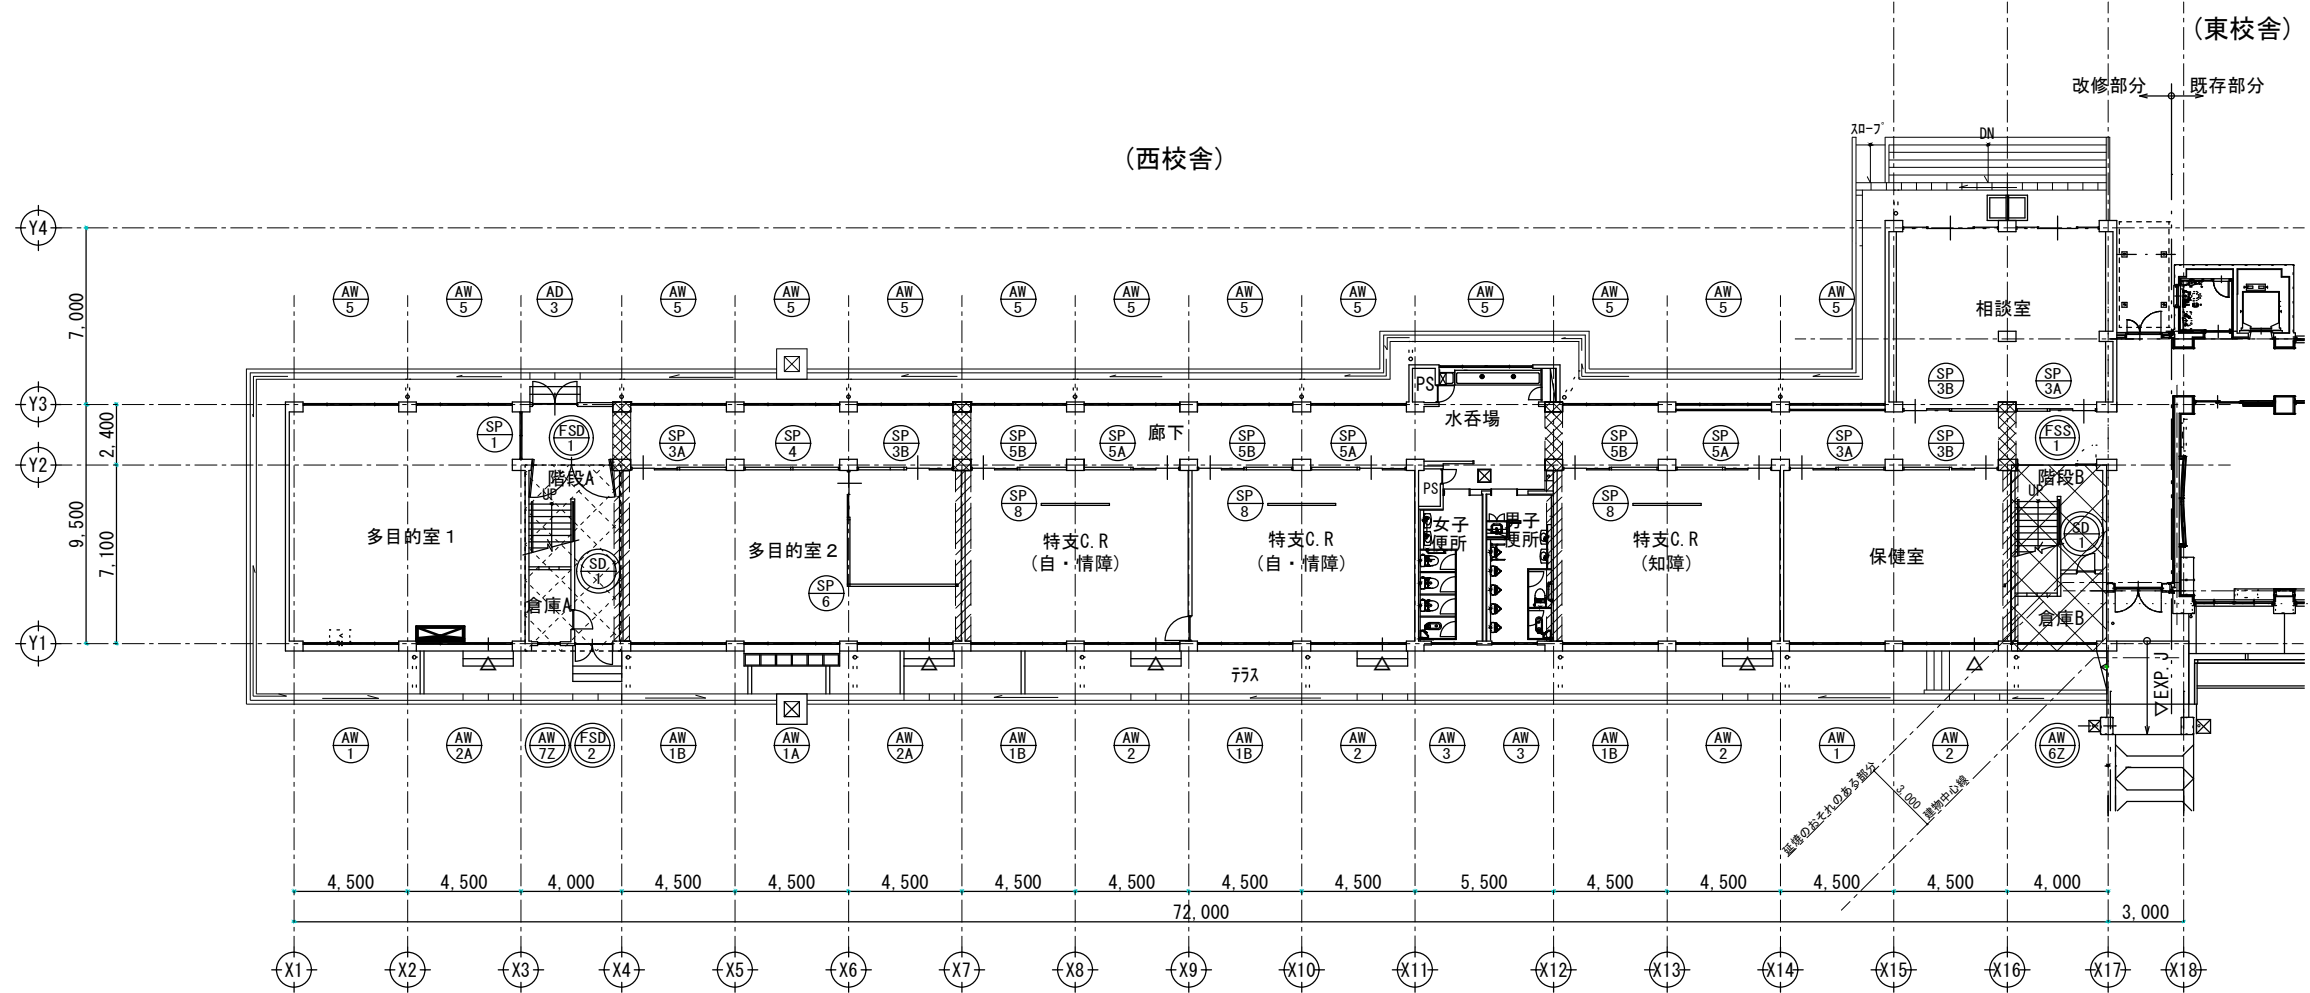 (東校舎)
改修部分
既存部分
(西校舎)
ｽﾛｰﾌﾟ
DN
Y4
7,000
AW 5
AW 5
AD 3
AW 5
AW 5
AW 5
AW 5
AW 5
AW 5
AW 5
AW 5
AW 5
AW 5
AW 5
相談室
SP 3B
SP 3A
PS
Y3
水呑場
廊下
2,400
SP 1
FSD 1
SP 3A
SP 4
SP 3B
SP 5B
SP 5A
SP 5B
SP 5A
SP 5B
SP 5A
SP 3A
SP 3B
FSS 1
Y2
階段A
UP
PS
階段B
UP
SP 8
SP 8
SP 8
9,500
7,100
多目的室１
多目的室２
特支C.R
(自・情障)
特支C.R
(自・情障)
女子
便所
男子
便所
特支C.R
(知障)
保健室
SD 1
SD 1
SP 6
倉庫A
倉庫B
Y1
ﾃﾗｽ
EXP.J
AW 1
AW 2A
AW 7Z
FSD 2
AW 1B
AW 1A
AW 2A
AW 1B
AW 2
AW 1B
AW 2
AW 3
AW 3
AW 1B
AW 2
AW 1
AW 2
AW 6Z
延焼のおそれのある部分
3,000
建物中心線
4,500
4,500
4,000
4,500
4,500
4,500
4,500
4,500
4,500
4,500
5,500
4,500
4,500
4,500
4,500
4,000
72,000
3,000
X1
X2
X3
X4
X5
X6
X7
X8
X9
X10
X11
X12
X13
X14
X15
X16
X17
X18